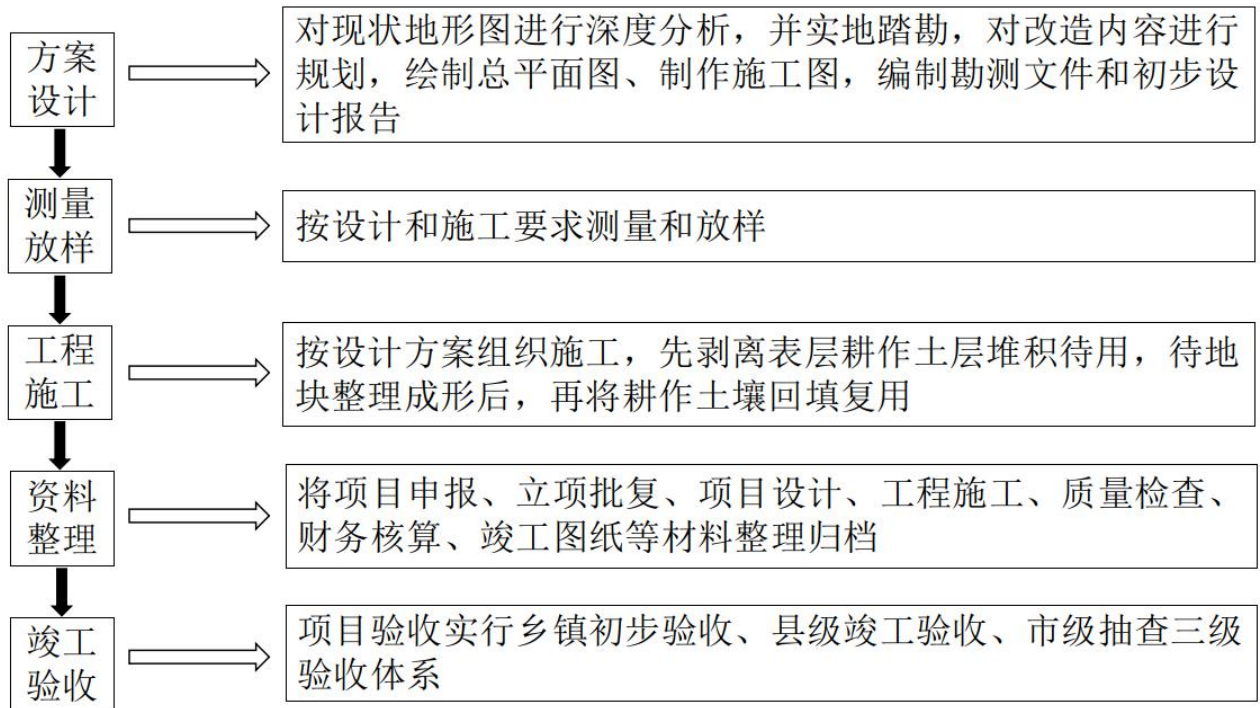 方案
设计
对现状地形图进行深度分析，并实地踏勘，对改造内容进行
规划，绘制总平面图、制作施工图，编制勘测文件和初步设
计报告
测量
放样
按设计和施工要求测量和放样
工程
施工
按设计方案组织施工，先剥离表层耕作土层堆积待用，待地
块整理成形后，再将耕作土壤回填复用
资料
整理
将项目申报、立项批复、项目设计、工程施工、质量检查、
财务核算、竣工图纸等材料整理归档
竣工
验收
项目验收实行乡镇初步验收、县级竣工验收、市级抽查三级
验收体系